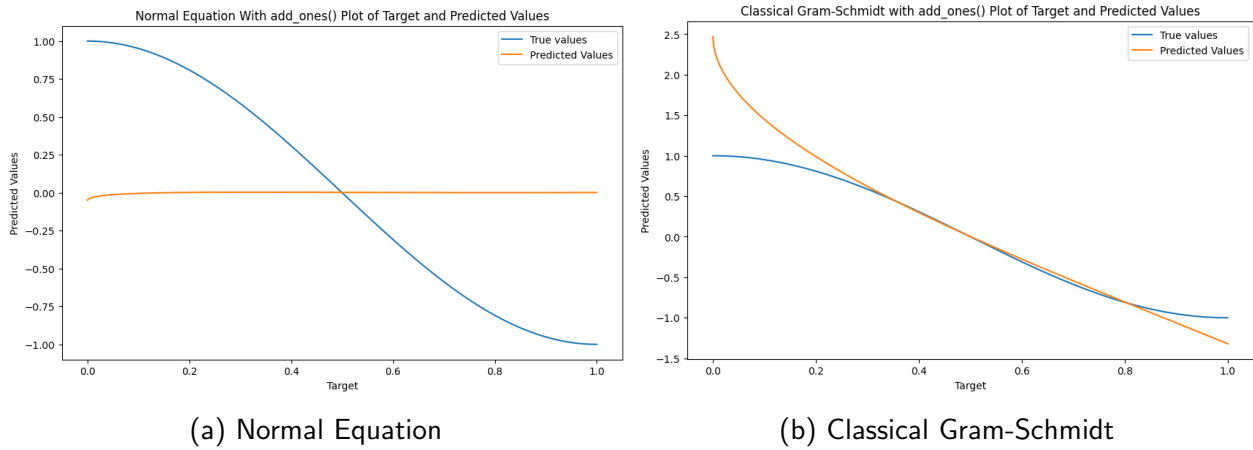 Normal Equation With add_ones() Plot of Target and Predicted Values
True values
Predicted Values
1.00
0.75
0.50
0.25
0.00
-0.25
-0.50
-0.75
-1.00
Predicted Values
0.0 0.2 0.4 0.6 0.8 1.0
Target
(a) Normal Equation
Classical Gram-Schmidt with add_ones() Plot of Target and Predicted Values
True values
Predicted Values
2.5
2.0
1.5
1.0
0.5
0.0
-0.5
-1.0
-1.5
Predicted Values
0.0 0.2 0.4 0.6 0.8 1.0
Target
(b) Classical Gram-Schmidt